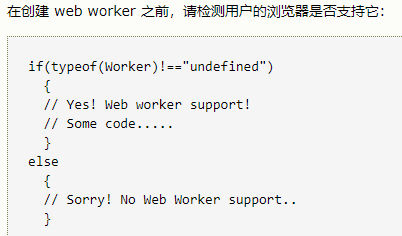 在创建 web worker 之前，请检测用户的浏览器是否支持它：
if(typeof(Worker)!=="undefined")
  {
  // Yes! Web worker support!
  // Some code.....
  }
else
  {
  // Sorry! No Web Worker support..
  }